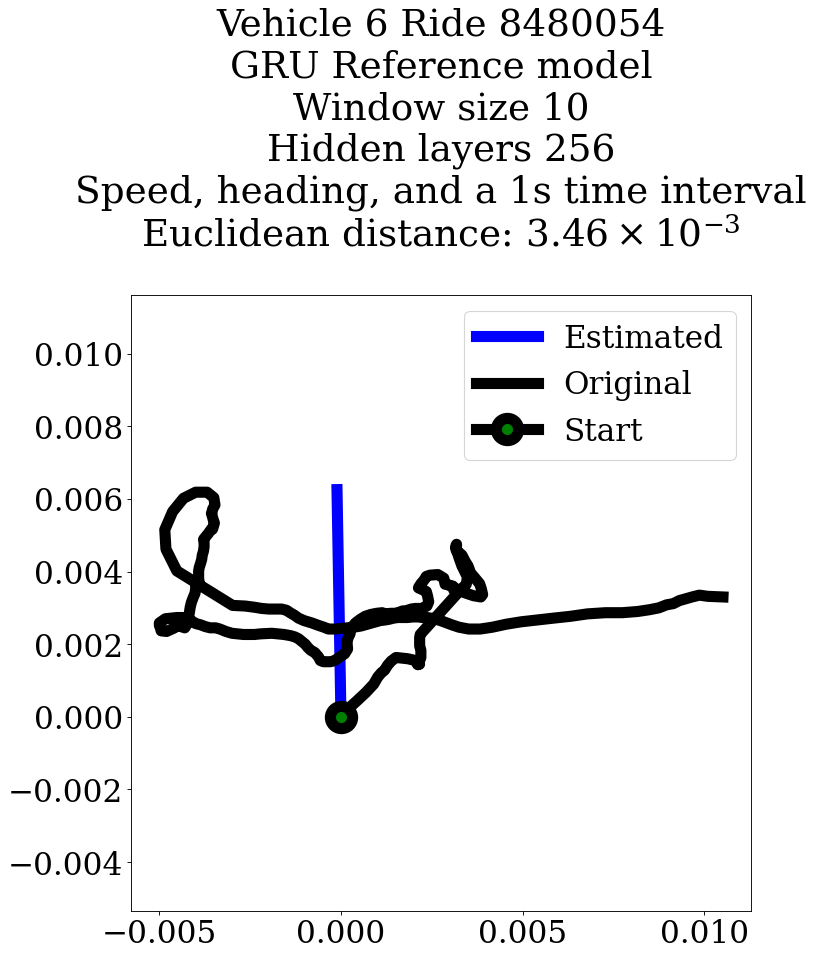 Vehicle 6 Ride 8480054
GRU Reference model
Window size 10
Hidden layers 256
Speed, heading, and a 1s time interval
Euclidean distance: 3.46 × 10⁻³
Estimated
Original
Start
0.010
0.008
0.006
0.004
0.002
0.000
−0.002
−0.004
−0.005 0.000 0.005 0.010